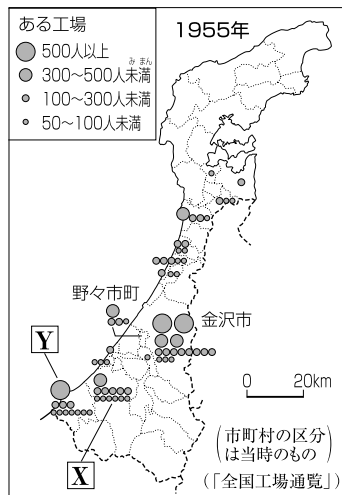 ある工場
1955年
500人以上
300～500人未満
みまん
100～300人未満
50～100人未満
野々市町
金沢市
Y
X
0 20km
(市町村の区分は当時のもの)
(「全国工場通覧」)